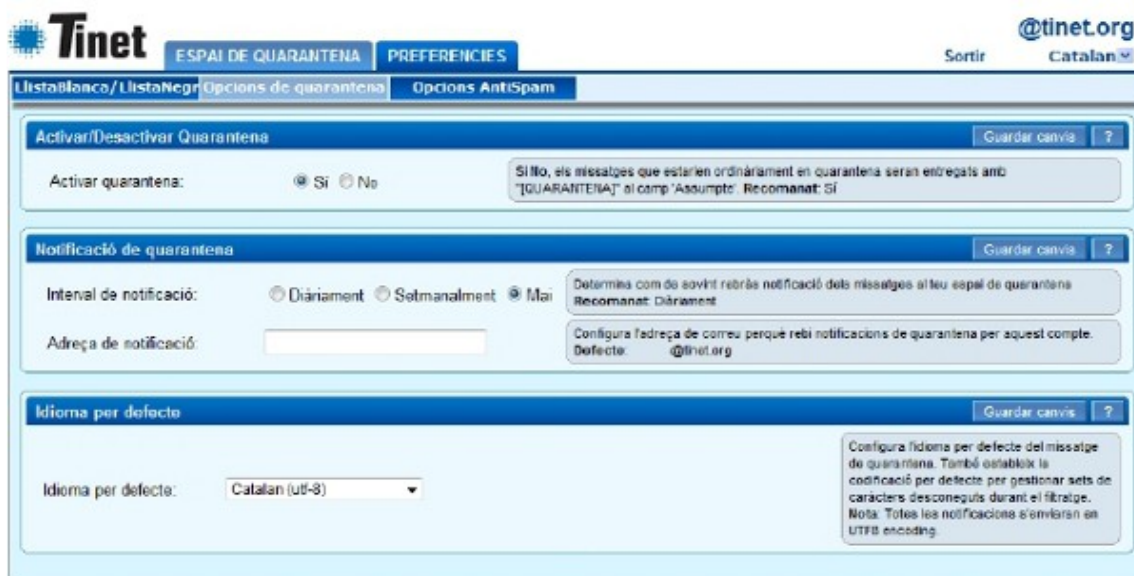 Tinet
@tinet.org
ESPAI DE QUARANTENA PREFERENCIES
Sortir Catalan
LlistaBlanca/LlistaNegr Opcions de quarantena Opcions AntiSpam
Activar/Desactivar Quarantena Guardar canvis ?
Activar quarantena: Sí No
Si No, els missatges que estarien ordinàriament en quarantena seran entregats amb
"[QUARANTENA]" al camp 'Assumpte'. Recomanat: Sí
Notificació de quarantena Guardar canvis ?
Interval de notificació: Diàriament Setmanalment Mai
Determina com de sovint rebràs notificació dels missatges al teu espai de quarantena
Recomanat: Diàriament
Adreça de notificació:
Configura l'adreça de correu perquè rebi notificacions de quarantena per aquest compte.
Defecte: @tinet.org
Idioma per defecte Guardar canvis ?
Idioma per defecte: Catalan (utf-8)
Configura l'idioma per defecte del missatge
de quarantena. També estableix la
codificació per defecte per gestionar sets de
caràcters desconeguts durant el filtratge.
Nota: Totes les notificacions s'enviaran en
UTF8 encoding.